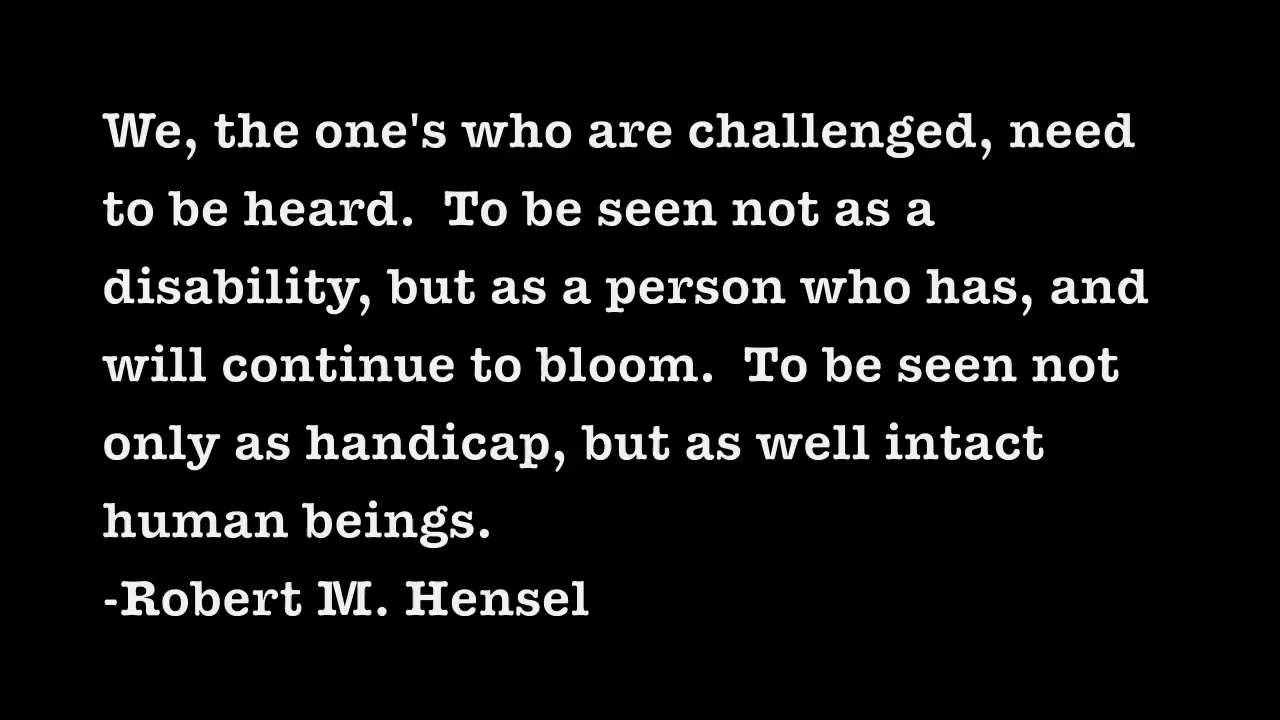 We, the one's who are challenged, need
to be heard.  To be seen not as a
disability, but as a person who has, and
will continue to bloom.  To be seen not
only as handicap, but as well intact
human beings.
-Robert M. Hensel